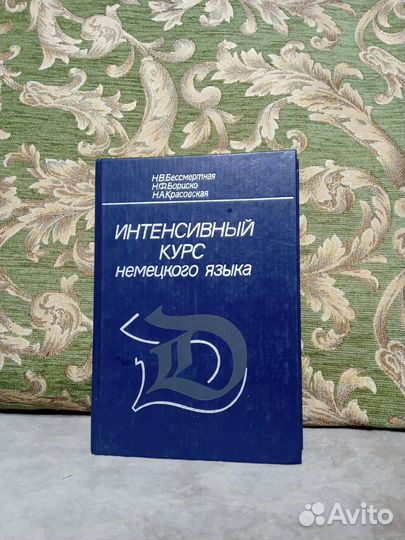 Н.В.Бессмертная
Н.Ф.Бориско
Н.А.Красовская
ИНТЕНСИВНЫЙ
КУРС
немецкого языка
D
Avito